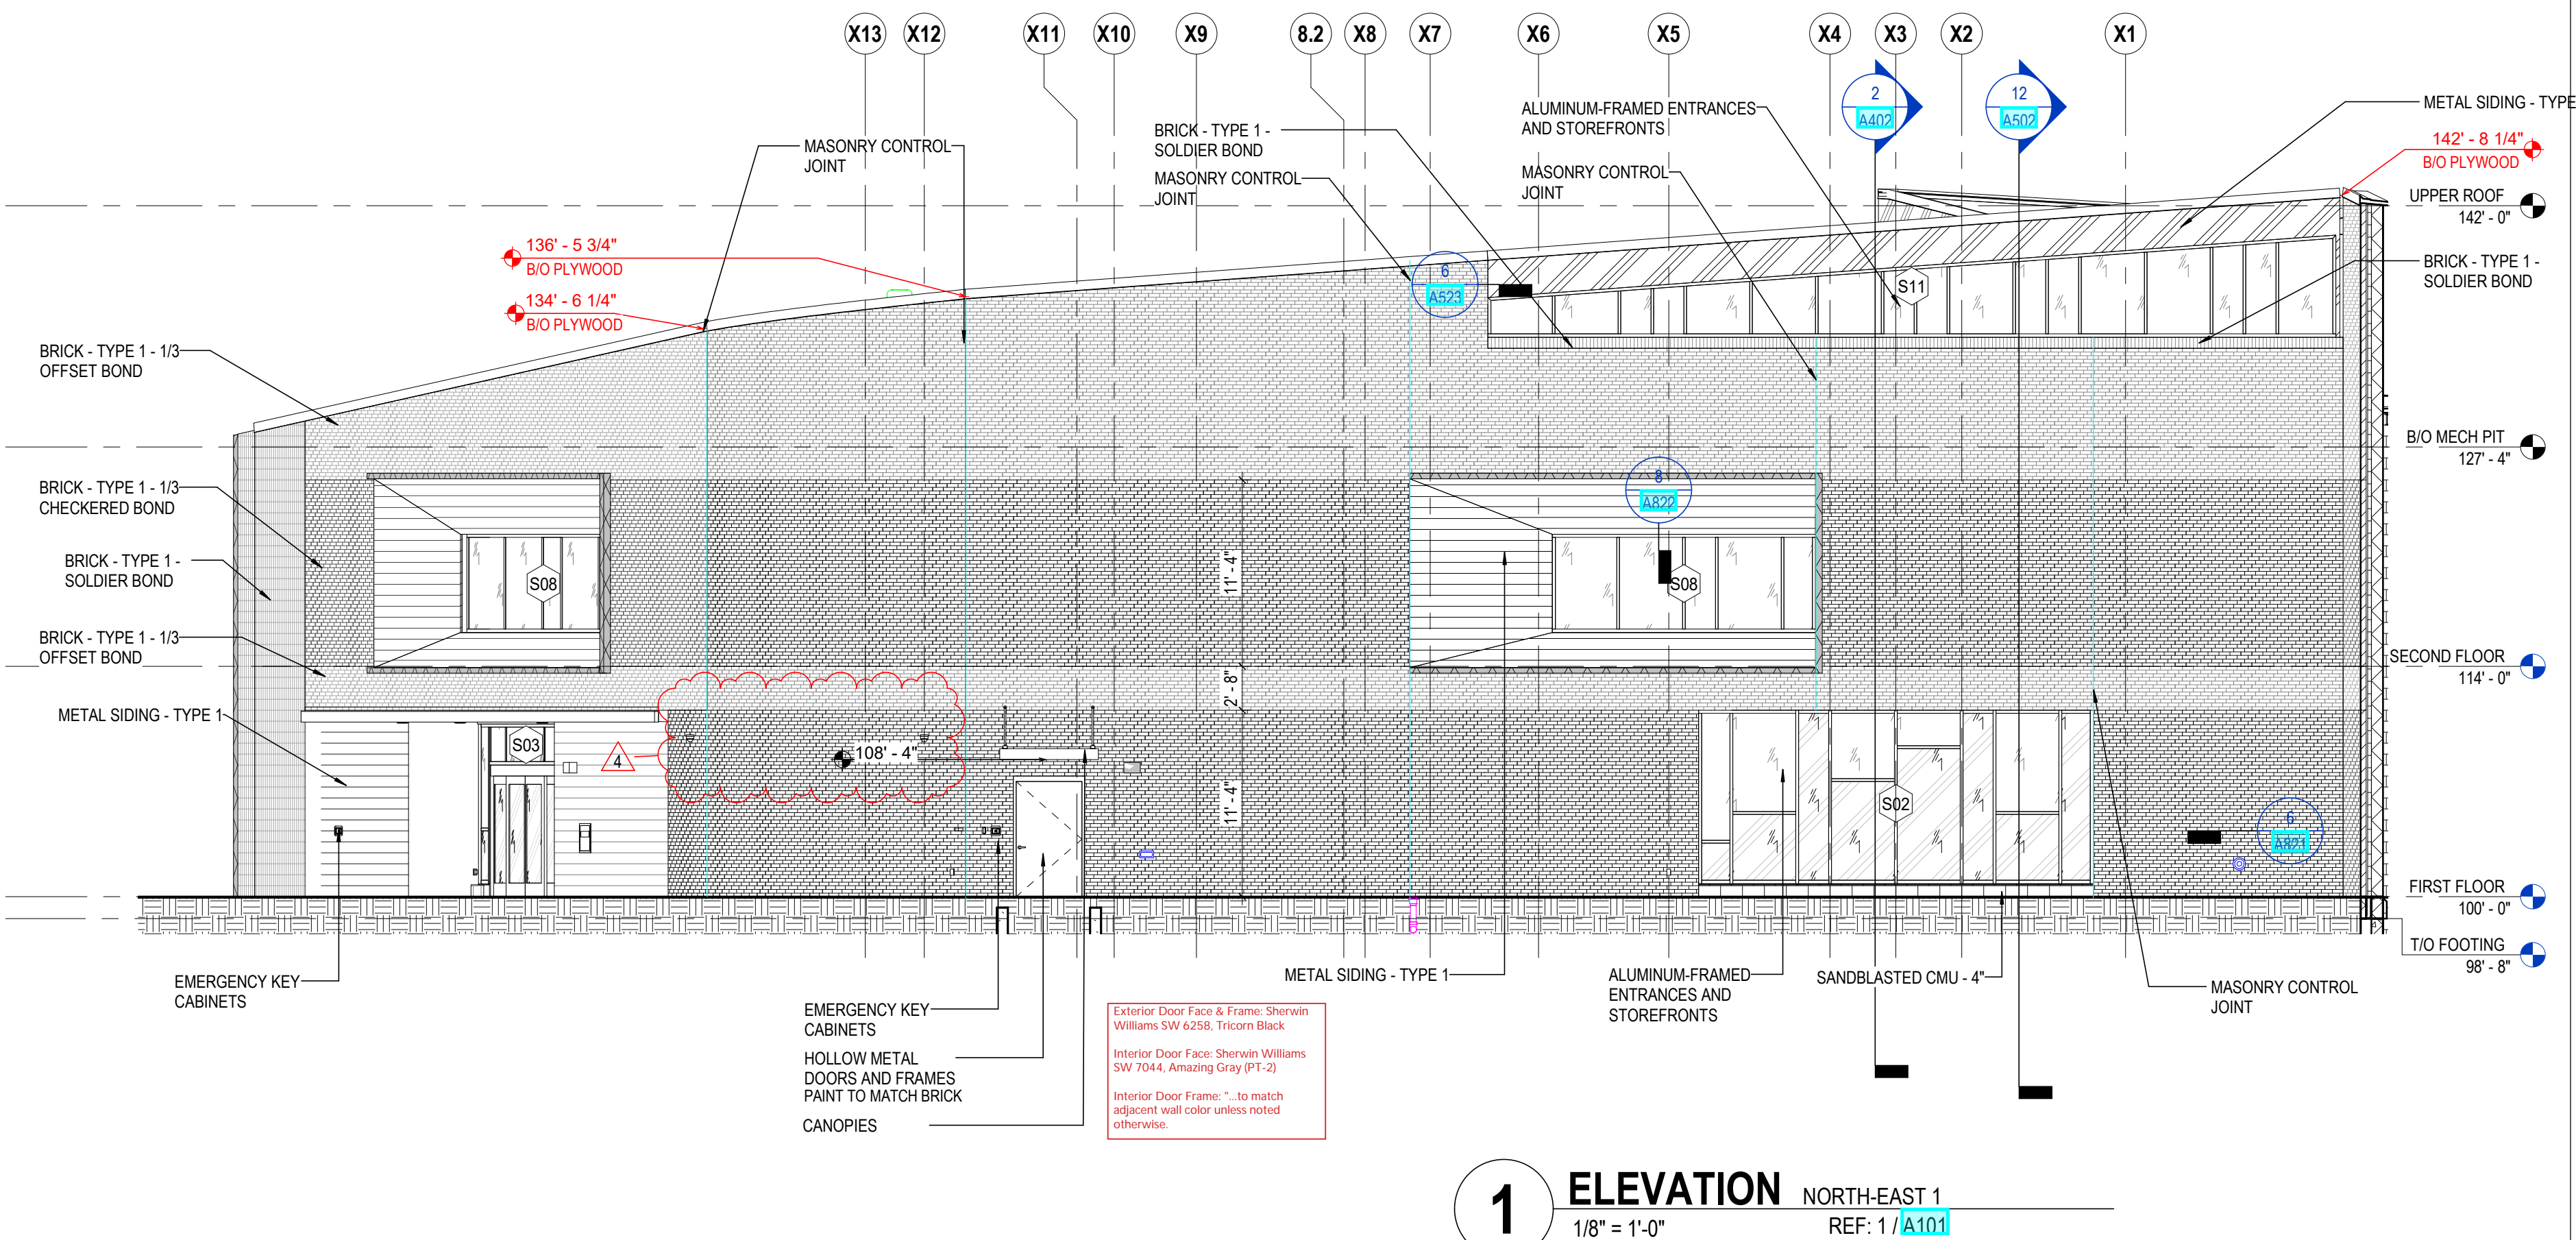 X13
X12
X11
X10
X9
8.2
X8
X7
X6
X5
X4
X3
X2
X1
2
A402
12
A502
METAL SIDING - TYPE
142' - 8 1/4"
B/O PLYWOOD
UPPER ROOF
142' - 0"
BRICK - TYPE 1 -
SOLDIER BOND
B/O MECH PIT
127' - 4"
SECOND FLOOR
114' - 0"
FIRST FLOOR
100' - 0"
T/O FOOTING
98' - 8"
MASONRY CONTROL
JOINT
BRICK - TYPE 1 -
SOLDIER BOND
MASONRY CONTROL
JOINT
ALUMINUM-FRAMED ENTRANCES
AND STOREFRONTS
MASONRY CONTROL
JOINT
136' - 5 3/4"
B/O PLYWOOD
134' - 6 1/4"
B/O PLYWOOD
6
A523
S11
BRICK - TYPE 1 - 1/3
OFFSET BOND
BRICK - TYPE 1 - 1/3
CHECKERED BOND
BRICK - TYPE 1 -
SOLDIER BOND
BRICK - TYPE 1 - 1/3
OFFSET BOND
METAL SIDING - TYPE 1
S08
11' - 4"
8
A822
S08
2' - 8"
S03
4
108' - 4"
11' - 4"
S02
6
A821
EMERGENCY KEY
CABINETS
EMERGENCY KEY
CABINETS
HOLLOW METAL
DOORS AND FRAMES
PAINT TO MATCH BRICK
CANOPIES
Exterior Door Face & Frame: Sherwin
Williams SW 6258, Tricorn Black
Interior Door Face: Sherwin Williams
SW 7044, Amazing Gray (PT-2)
Interior Door Frame: "...to match
adjacent wall color unless noted
otherwise.
METAL SIDING - TYPE 1
ALUMINUM-FRAMED
ENTRANCES AND
STOREFRONTS
SANDBLASTED CMU - 4"
MASONRY CONTROL
JOINT
1
ELEVATION NORTH-EAST 1
1/8" = 1'-0"
REF: 1 / A101